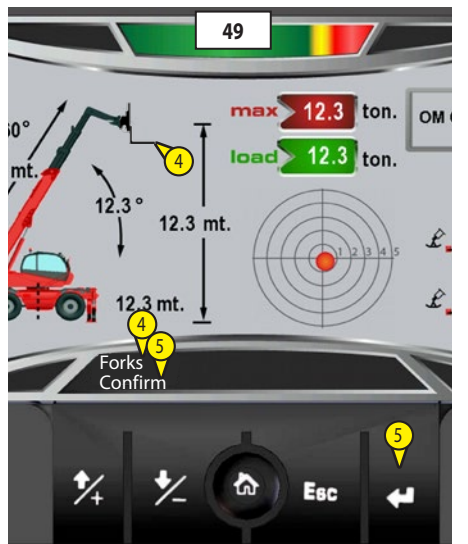 49
max 12.3 ton. OM
load 12.3 ton.
0°
mt.
4
12.3°
12.3 mt.
1 2 3 4 5
12.3 mt.
4
5
Forks
Confirm
5
+ - Esc